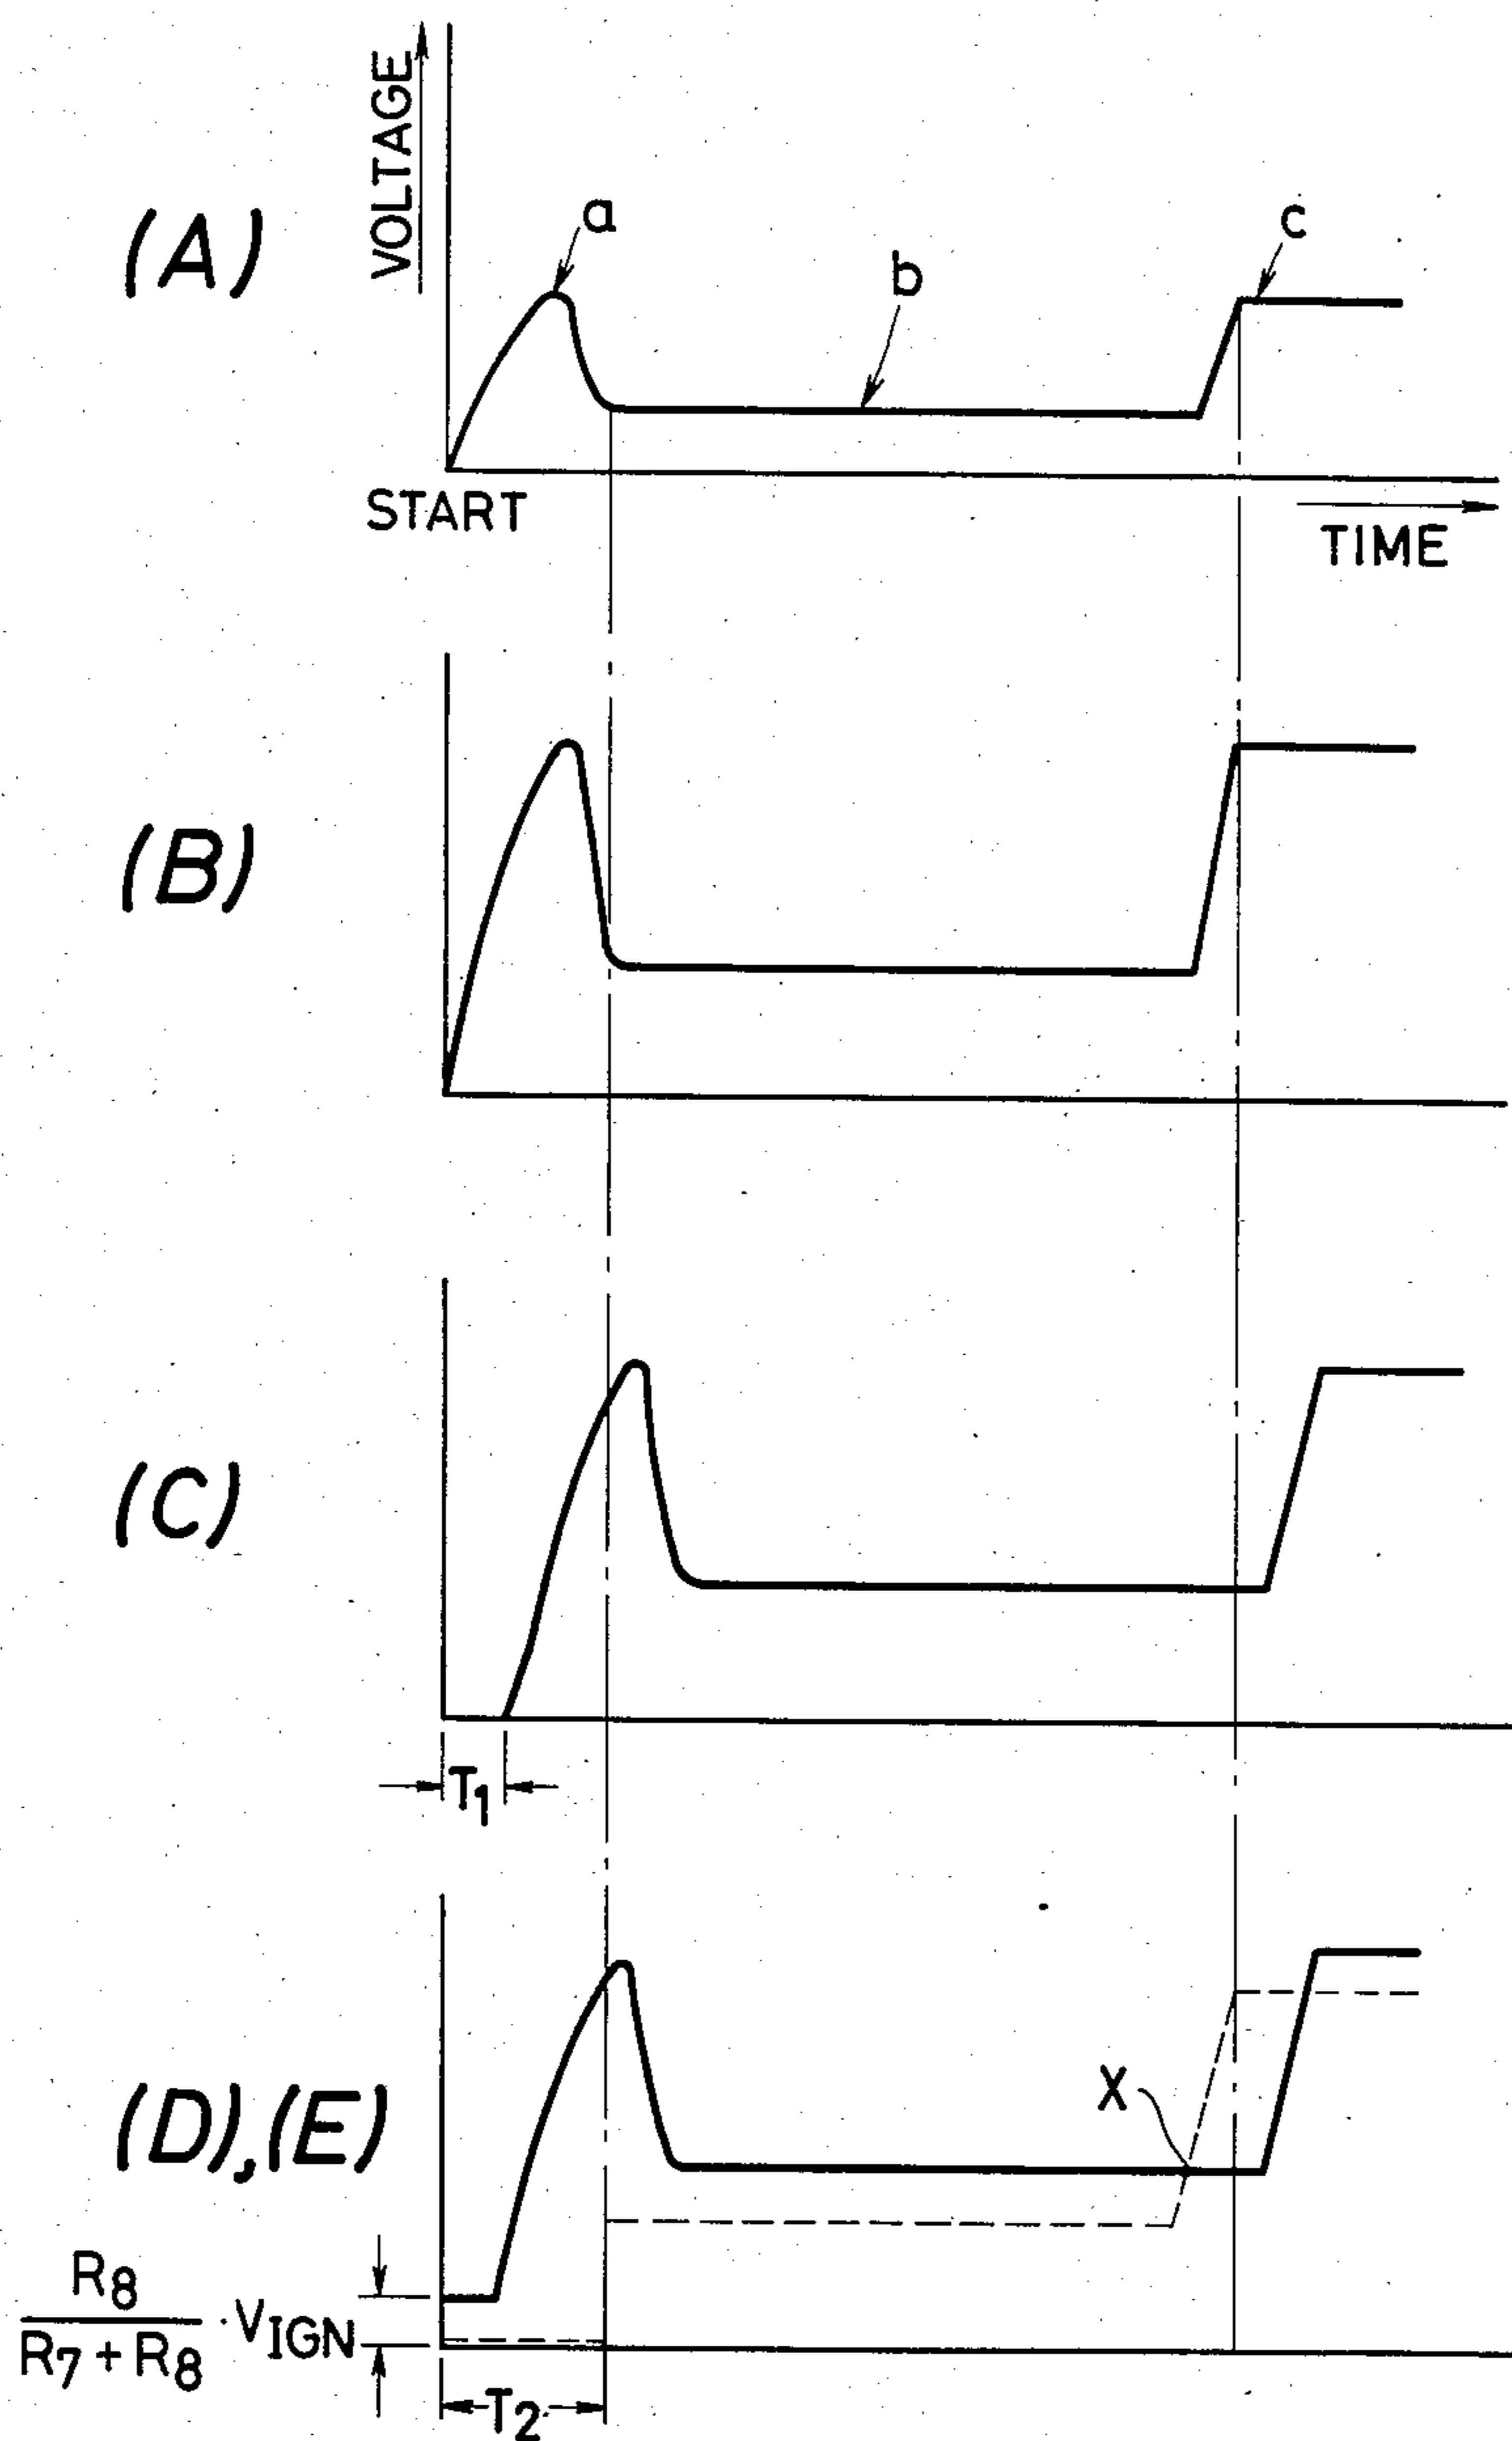 VOLTAGE
(A)
a
b
c
START
TIME
(B)
(C)
T1
(D),(E)
X
R8
R7 + R8
· VIGN
T2